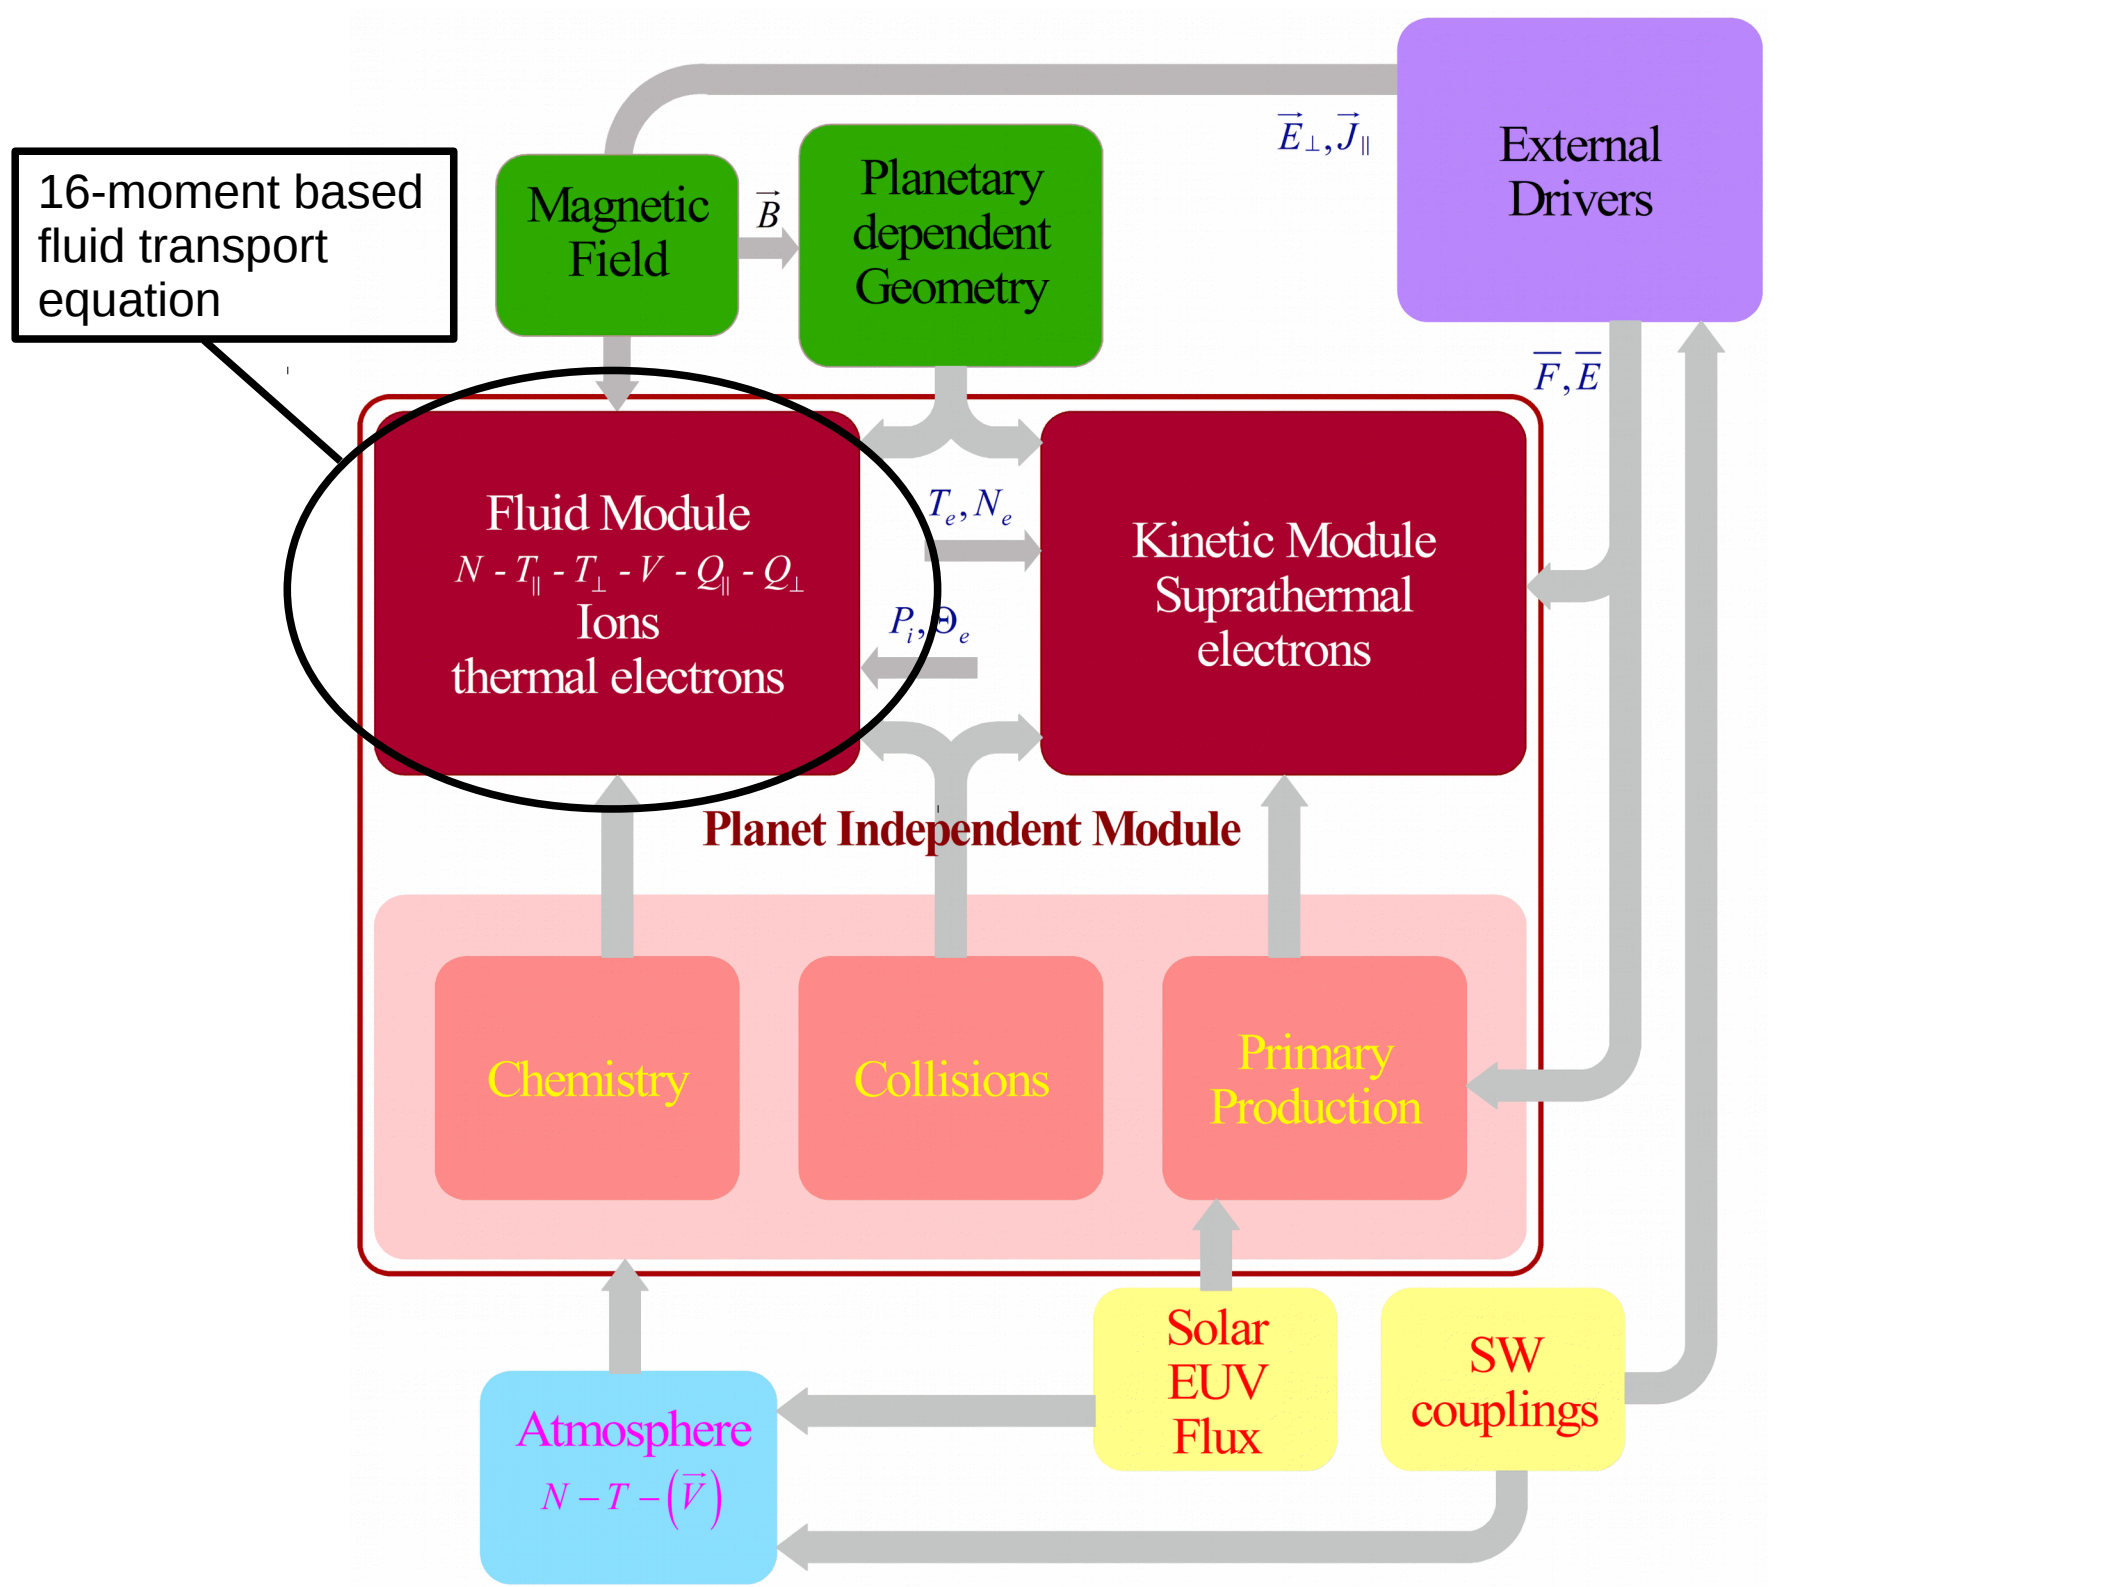 External
Drivers
E⃗⊥,J⃗∥
16-moment based
fluid transport
equation
Magnetic
Field
B⃗
Planetary
dependent
Geometry
F̅,E̅
Fluid Module
N - T∥ - T⊥ - V - Q∥ - Q⊥
Ions
thermal electrons
Te, Ne
Pi, Θe
Kinetic Module
Suprathermal
electrons
Planet Independent Module
Chemistry
Collisions
Primary
Production
Solar
EUV
Flux
SW
couplings
Atmosphere
N – T – (V⃗)